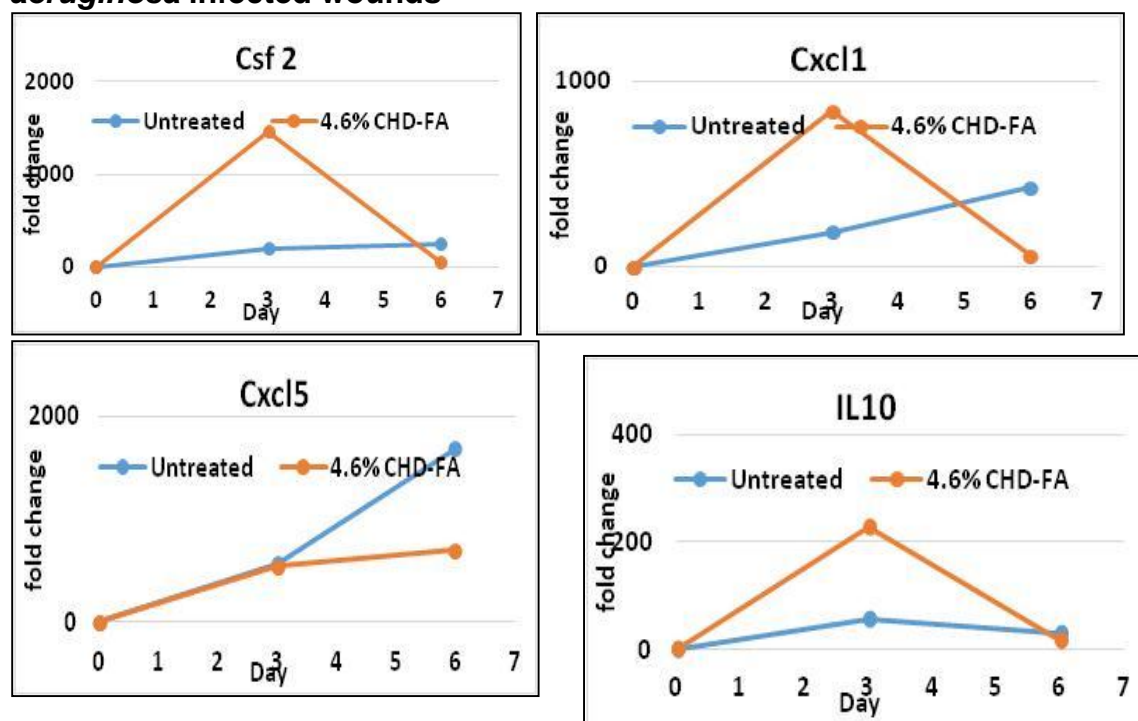 aeruginosa infected wounds
Csf 2
2000
1000
0
fold change
Untreated
4.6% CHD-FA
0 1 2 3 4 5 6 7
Day
Cxcl1
1000
0
fold change
Untreated
4.6% CHD-FA
0 1 2 3 4 5 6 7
Day
Cxcl5
2000
0
fold change
Untreated
4.6% CHD-FA
0 1 2 3 4 5 6 7
Day
IL10
400
200
0
fold change
Untreated
4.6% CHD-FA
0 1 2 3 4 5 6 7
Day